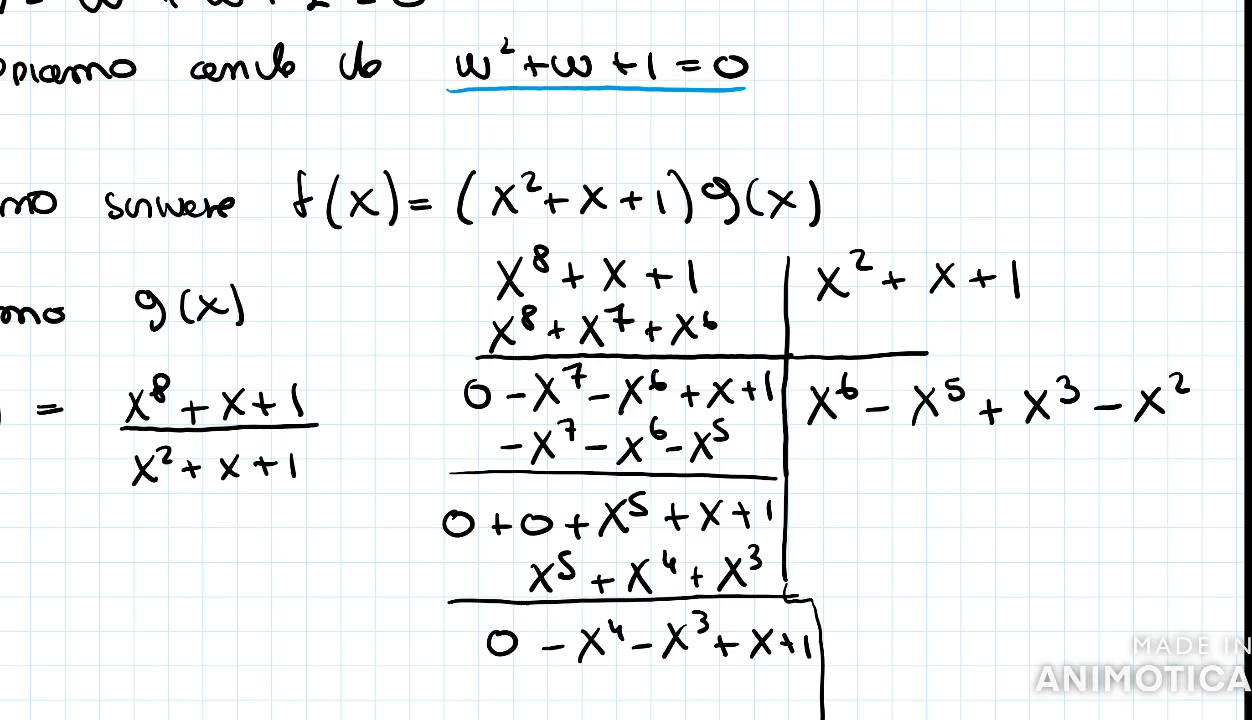 w² + w + 1 = 0
f(x) = (x² + x + 1) g(x)
x⁸ + x + 1 | x² + x + 1
g(x)
x⁸ + x⁷ + x⁶
0 - x⁷ - x⁶ + x + 1 | x⁶ - x⁵ + x³ - x²
= x⁸ + x + 1
- x⁷ - x⁶ - x⁵
x² + x + 1
0 + 0 + x⁵ + x + 1
x⁵ + x⁴ + x³
0 - x⁴ - x³ + x + 1
MADE IN
ANIMOTICA